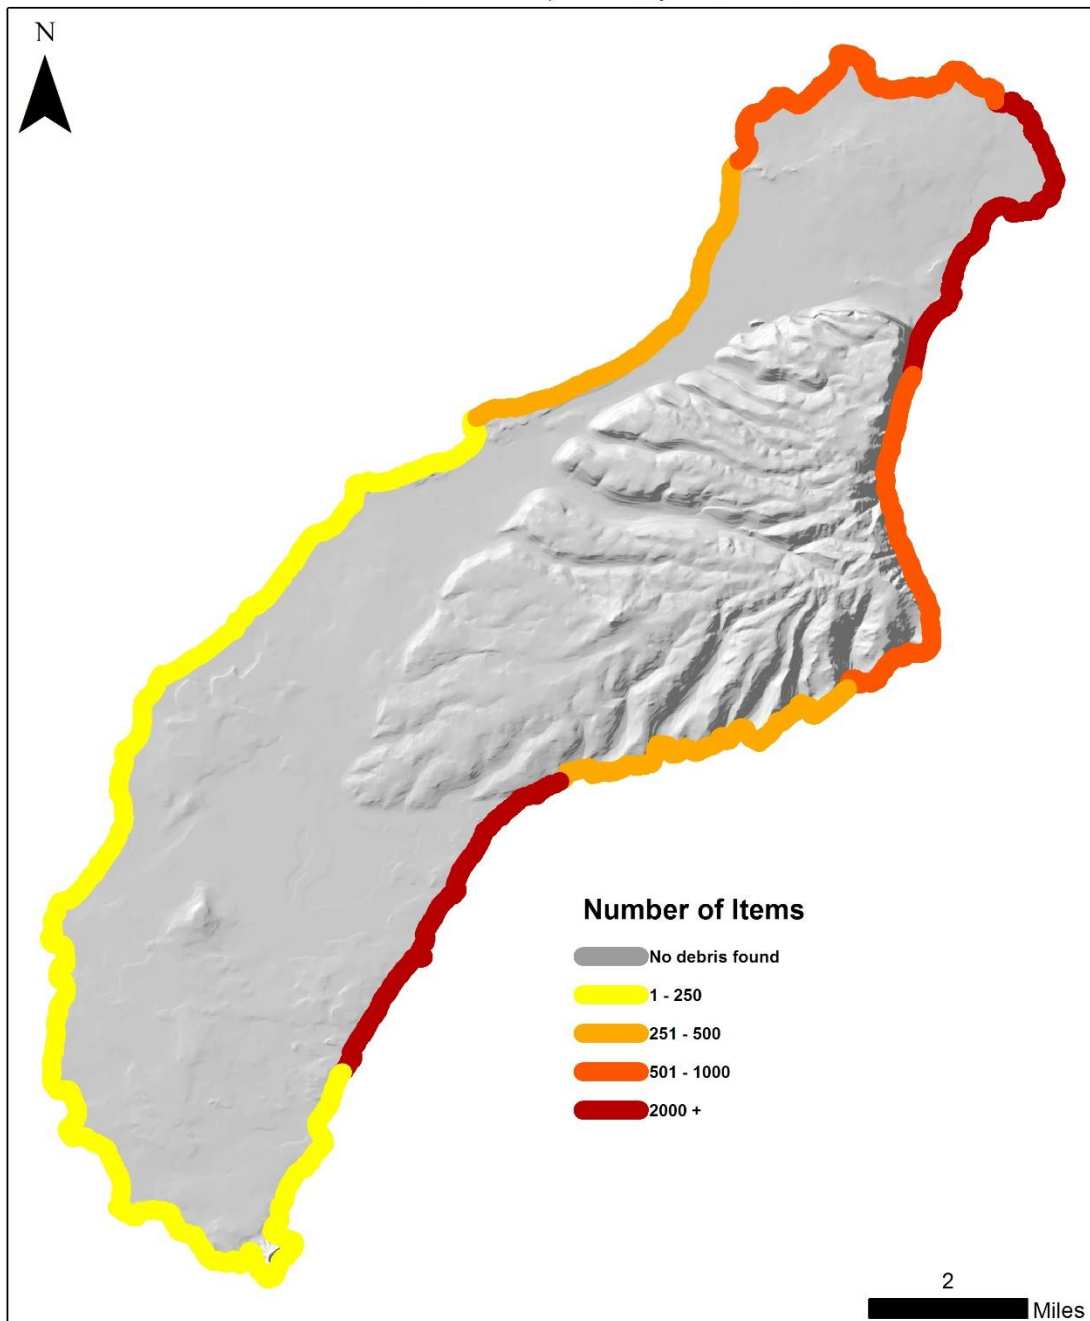 N
Number of Items
No debris found
1 - 250
251 - 500
501 - 1000
2000 +
2
Miles